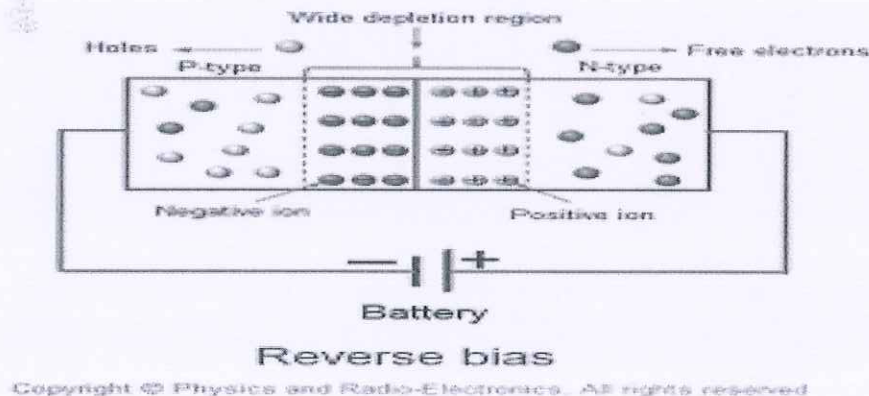 Wide depletion region
Holes
Free electrons
P-type
N-type
Negative ion
Positive ion
− +
Battery
Reverse bias
Copyright © Physics and Radio-Electronics. All rights reserved